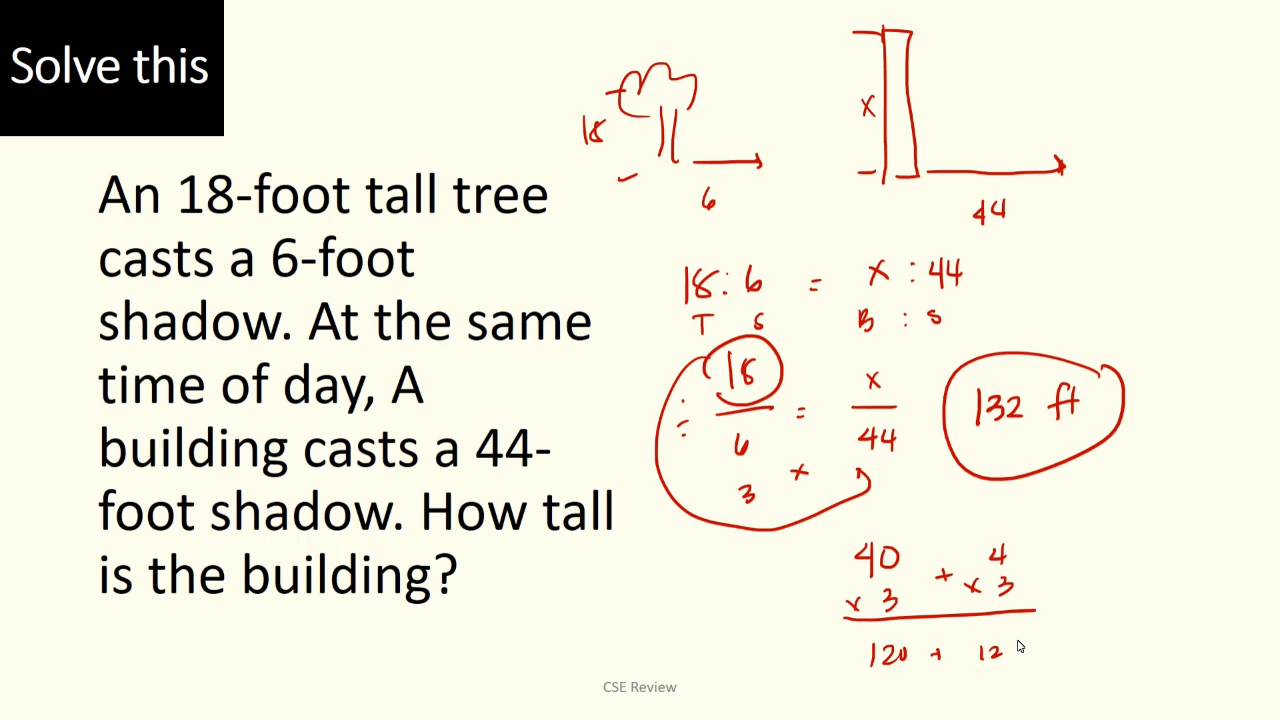 Solve this
An 18-foot tall tree
casts a 6-foot
shadow. At the same
time of day, A
building casts a 44-
foot shadow. How tall
is the building?
18
6
x
44
18 : 6 = x : 44
T S B : S
÷ 18 = x
6 44
3 x
132 ft
40 + 4
x 3 x 3
120 + 12
CSE Review